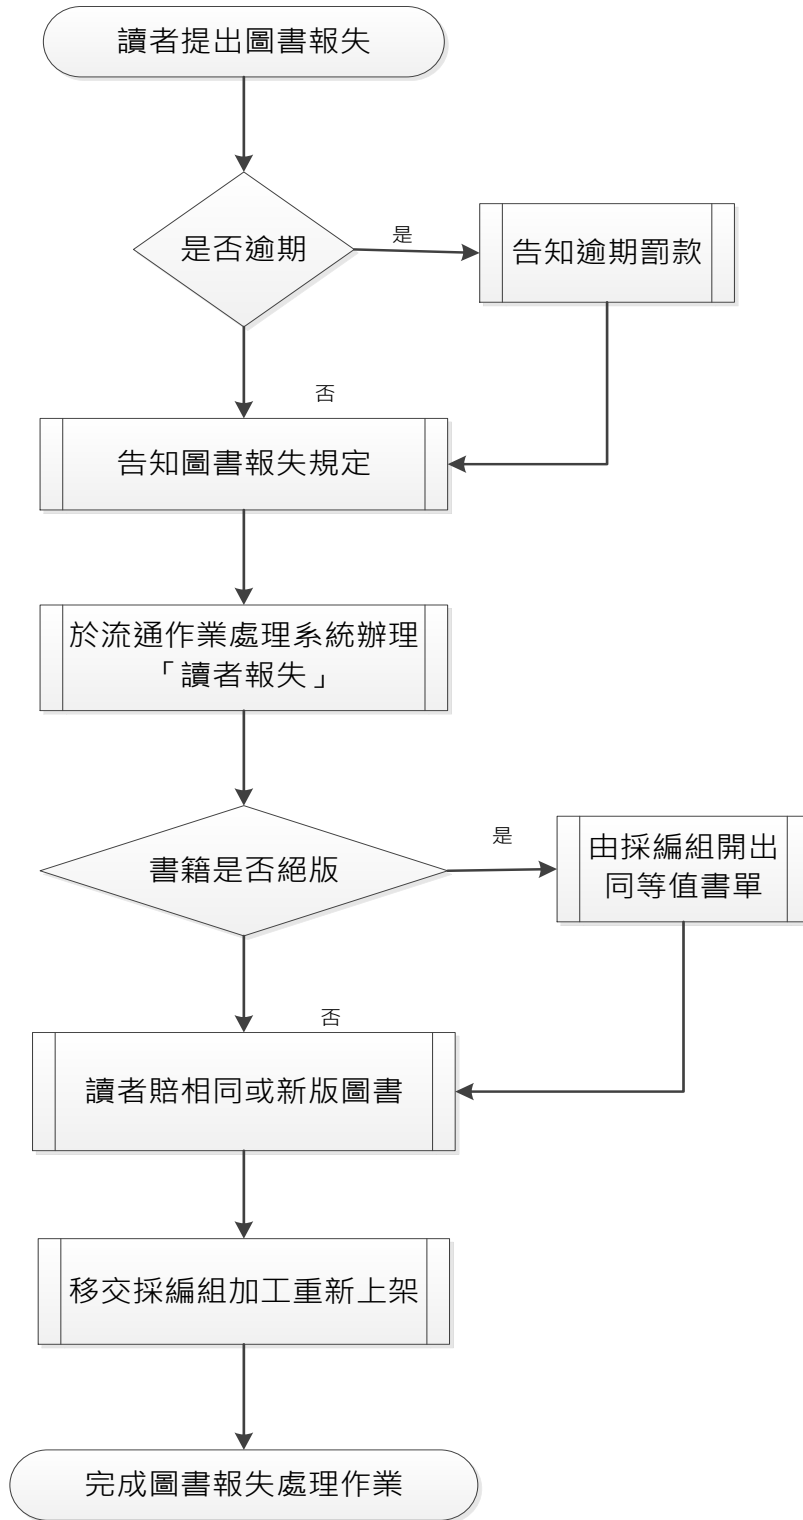 讀者提出圖書報失
是否逾期
是
告知逾期罰款
否
告知圖書報失規定
於流通作業處理系統辦理
「讀者報失」
書籍是否絕版
是
由採編組開出
同等值書單
否
讀者賠相同或新版圖書
移交採編組加工重新上架
完成圖書報失處理作業